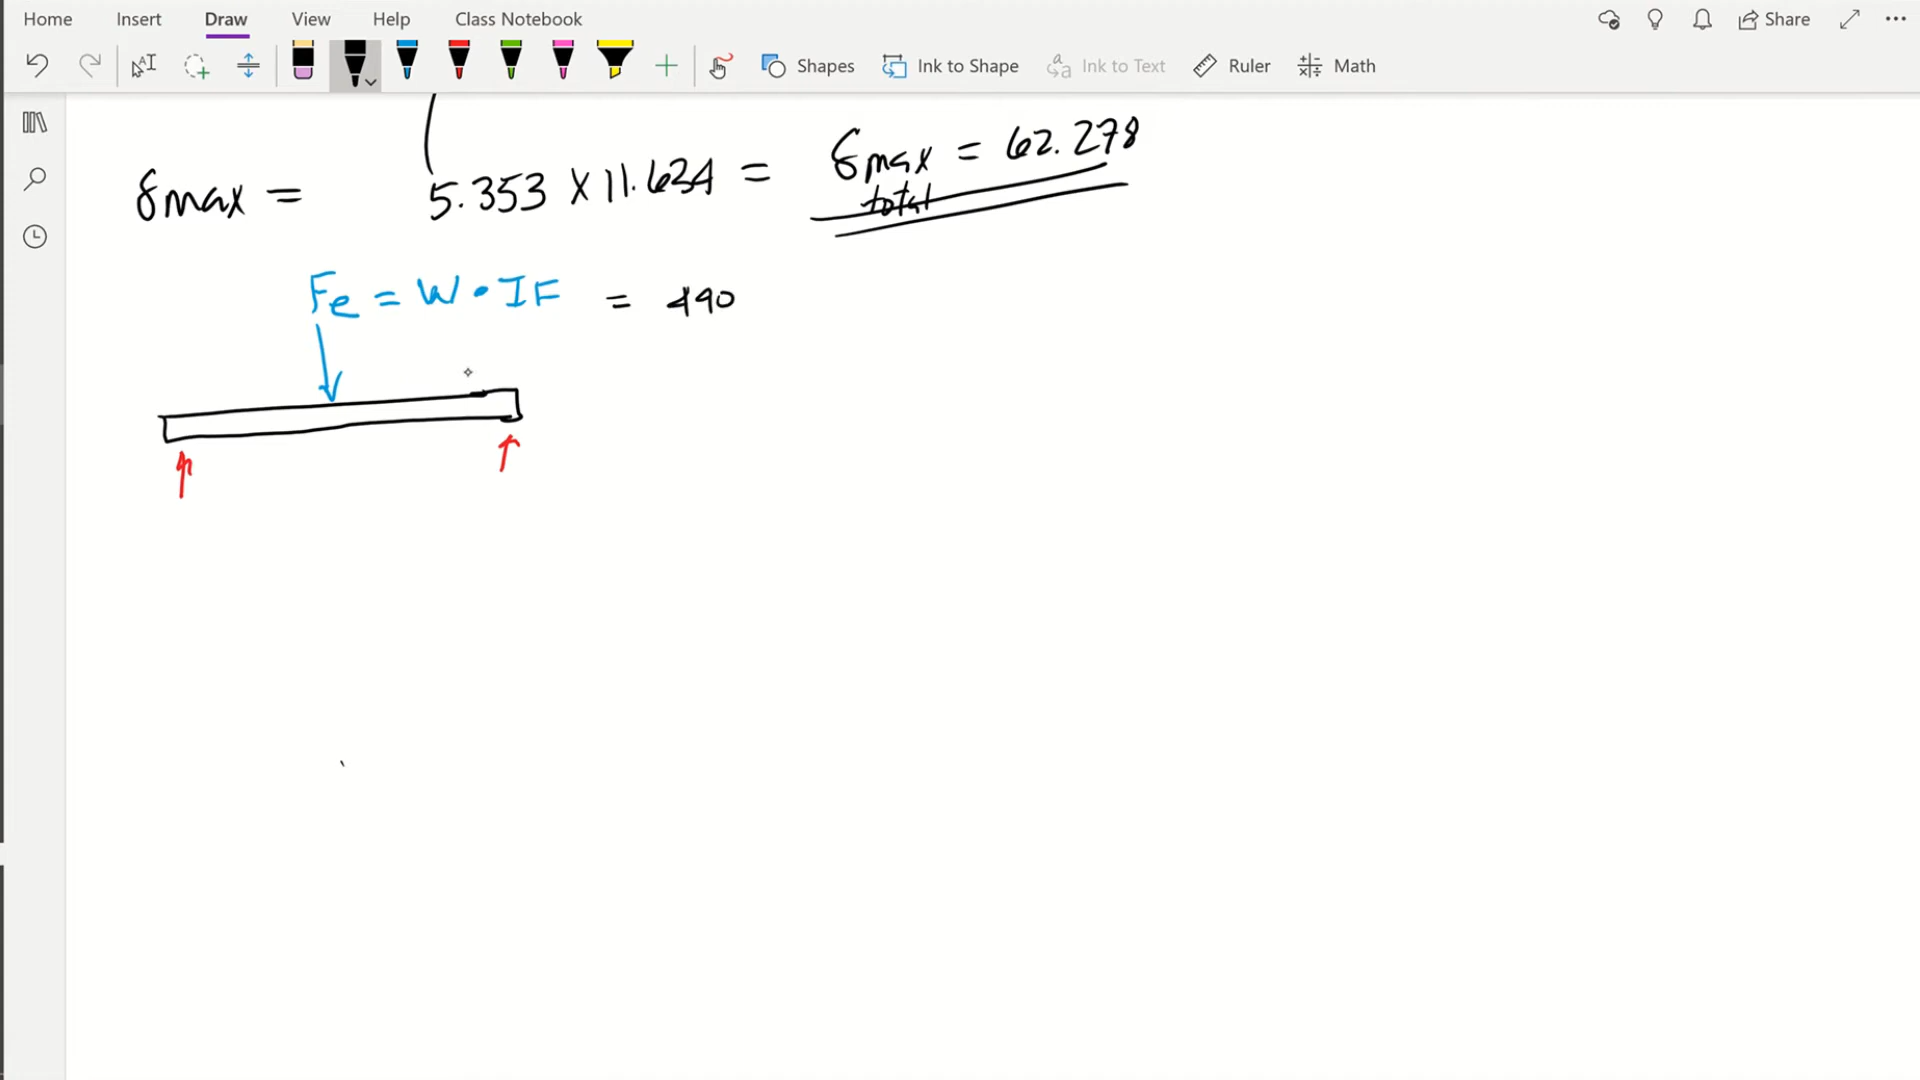 Home Insert Draw View Help Class Notebook Share
Shapes Ink to Shape Ink to Text Ruler Math
δmax = 5.353 × 11.634 = δmax total = 62.278
Fe = W • IF = 490